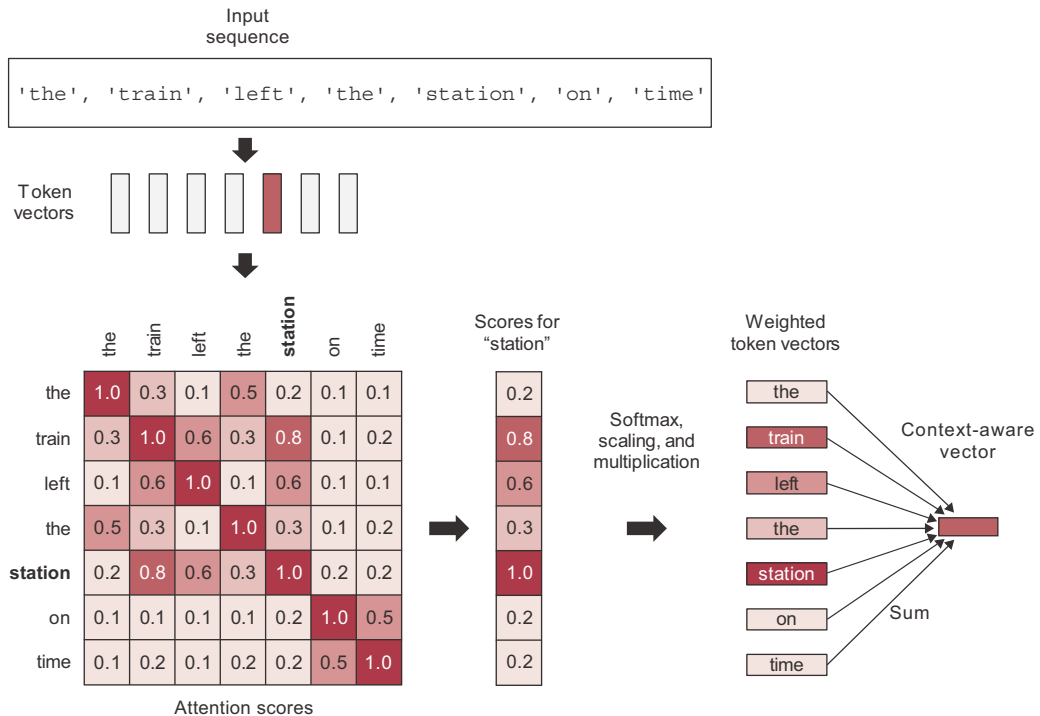 Input
sequence
'the', 'train', 'left', 'the', 'station', 'on', 'time'
Token
vectors
the train left the station on time
the 1.0 0.3 0.1 0.5 0.2 0.1 0.1
train 0.3 1.0 0.6 0.3 0.8 0.1 0.2
left 0.1 0.6 1.0 0.1 0.6 0.1 0.1
the 0.5 0.3 0.1 1.0 0.3 0.1 0.2
station 0.2 0.8 0.6 0.3 1.0 0.2 0.2
on 0.1 0.1 0.1 0.1 0.2 1.0 0.5
time 0.1 0.2 0.1 0.2 0.2 0.5 1.0
Attention scores
Scores for
“station”
0.2
0.8
0.6
0.3
1.0
0.2
0.2
Softmax,
scaling, and
multiplication
Weighted
token vectors
the
train
left
the
station
on
time
Sum
Context-aware
vector